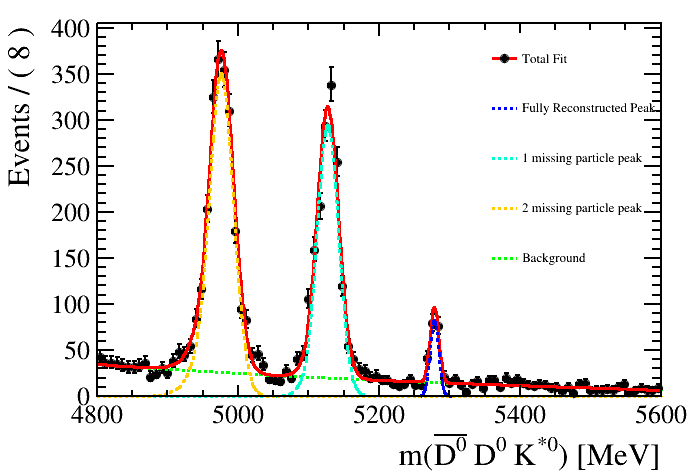 Events / ( 8 )
400
350
300
250
200
150
100
50
0
Total Fit
Fully Reconstructed Peak
1 missing particle peak
2 missing particle peak
Background
4800 5000 5200 5400 5600
m(D̅⁰ D⁰ K*⁰) [MeV]